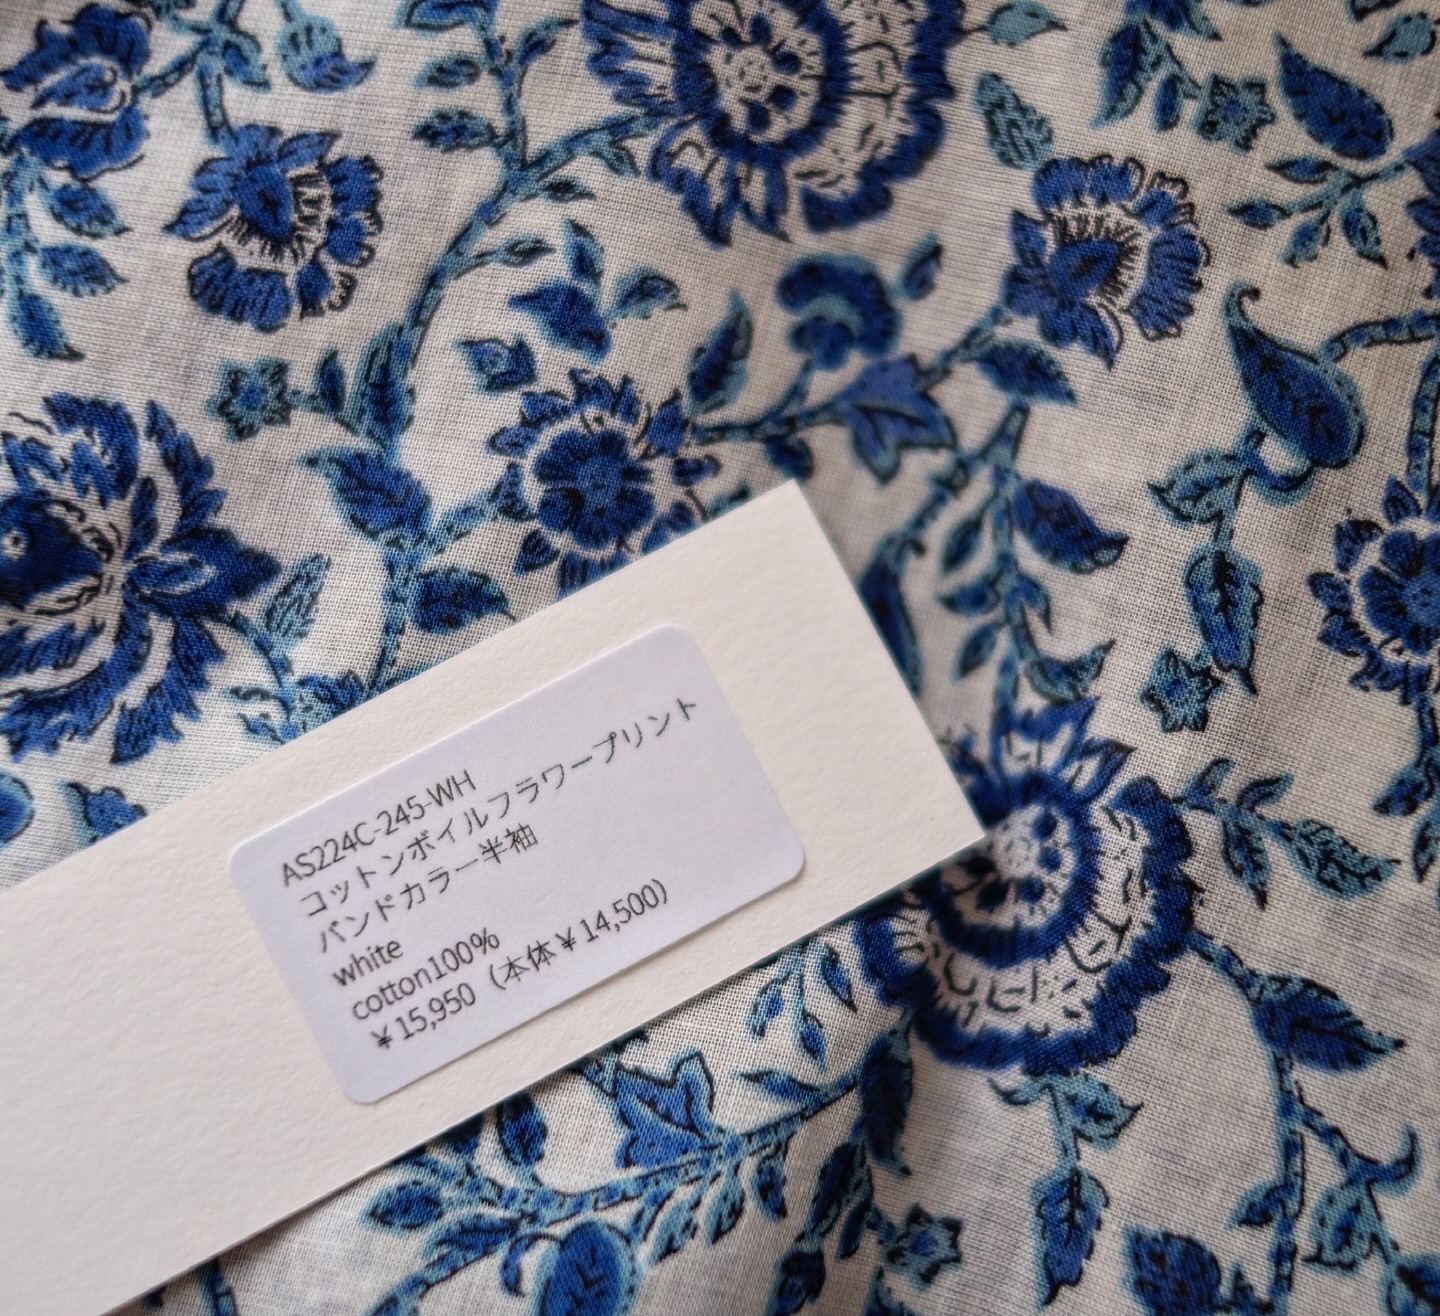 AS224C-245-WH
コットンボイルフラワープリント
バンドカラー半袖
white
cotton100%
￥15,950（本体￥14,500）